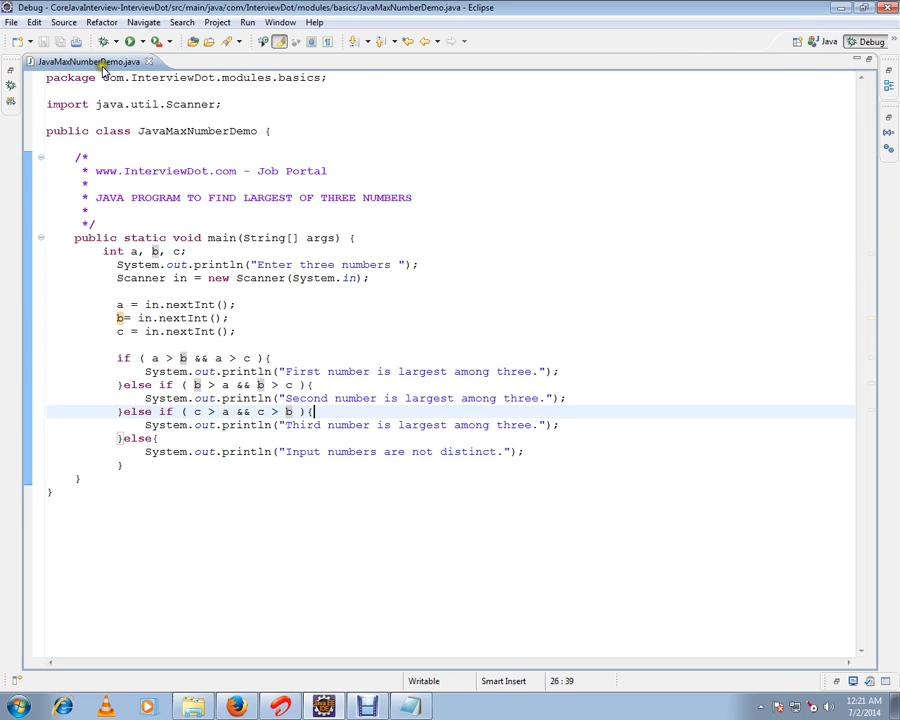 Debug - CoreJavaInterview-InterviewDot/src/main/java/com/InterviewDot/modules/basics/JavaMaxNumberDemo.java - Eclipse
File Edit Source Refactor Navigate Search Project Run Window Help
Java Debug
JavaMaxNumberDemo.java
package com.InterviewDot.modules.basics;
import java.util.Scanner;
public class JavaMaxNumberDemo {
/*
* www.InterviewDot.com - Job Portal
*
* JAVA PROGRAM TO FIND LARGEST OF THREE NUMBERS
*
*/
public static void main(String[] args) {
int a, b, c;
System.out.println("Enter three numbers ");
Scanner in = new Scanner(System.in);
a = in.nextInt();
b= in.nextInt();
c = in.nextInt();
if ( a > b && a > c ){
System.out.println("First number is largest among three.");
}else if ( b > a && b > c ){
System.out.println("Second number is largest among three.");
}else if ( c > a && c > b ){
System.out.println("Third number is largest among three.");
}else{
System.out.println("Input numbers are not distinct.");
}
}
}
Writable Smart Insert 26 : 39
12:21 AM
7/2/2014